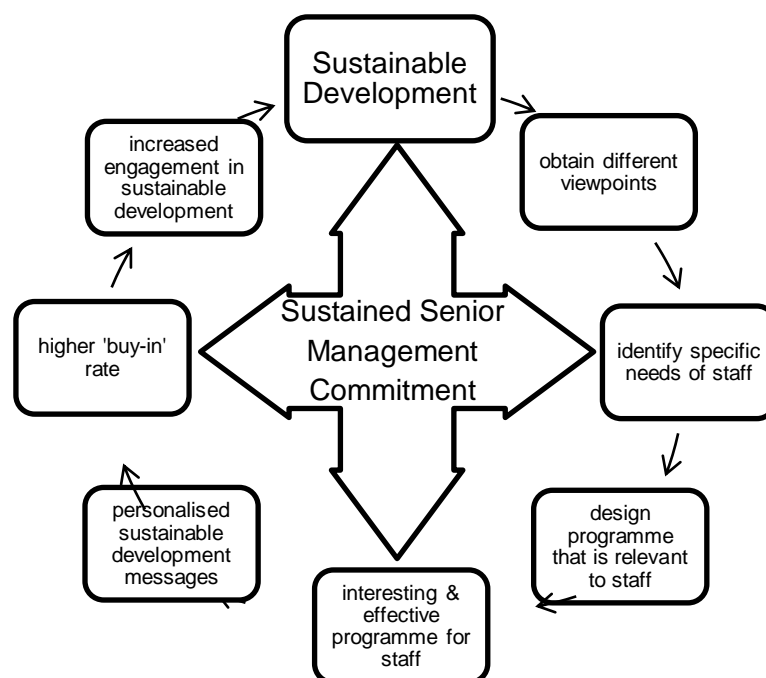 Sustainable
Development
obtain different
viewpoints
identify specific
needs of staff
design
programme
that is relevant
to staff
interesting &
effective
programme for
staff
personalised
sustainable
development
messages
higher 'buy-in'
rate
increased
engagement in
sustainable
development
Sustained Senior
Management
Commitment